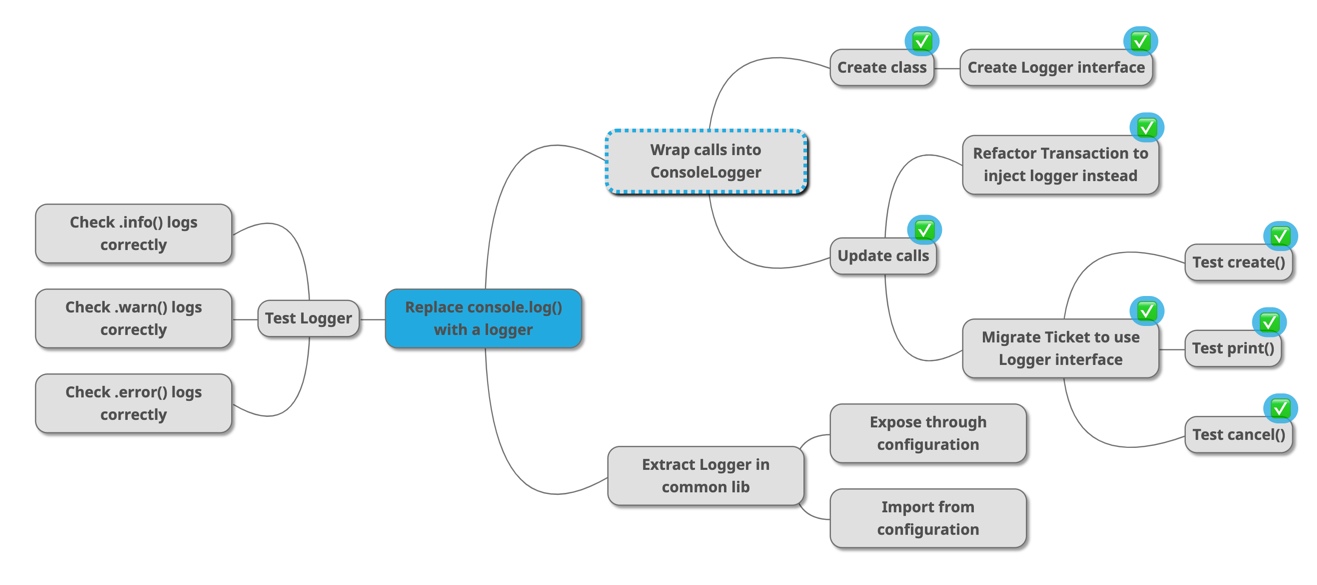 Create class
Create Logger interface
Wrap calls into
ConsoleLogger
Refactor Transaction to
inject logger instead
Update calls
Test create()
Migrate Ticket to use
Logger interface
Test print()
Test cancel()
Check .info() logs
correctly
Check .warn() logs
correctly
Check .error() logs
correctly
Test Logger
Replace console.log()
with a logger
Extract Logger in
common lib
Expose through
configuration
Import from
configuration